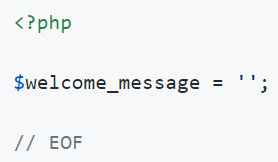 <?php
$welcome_message = '';
// EOF